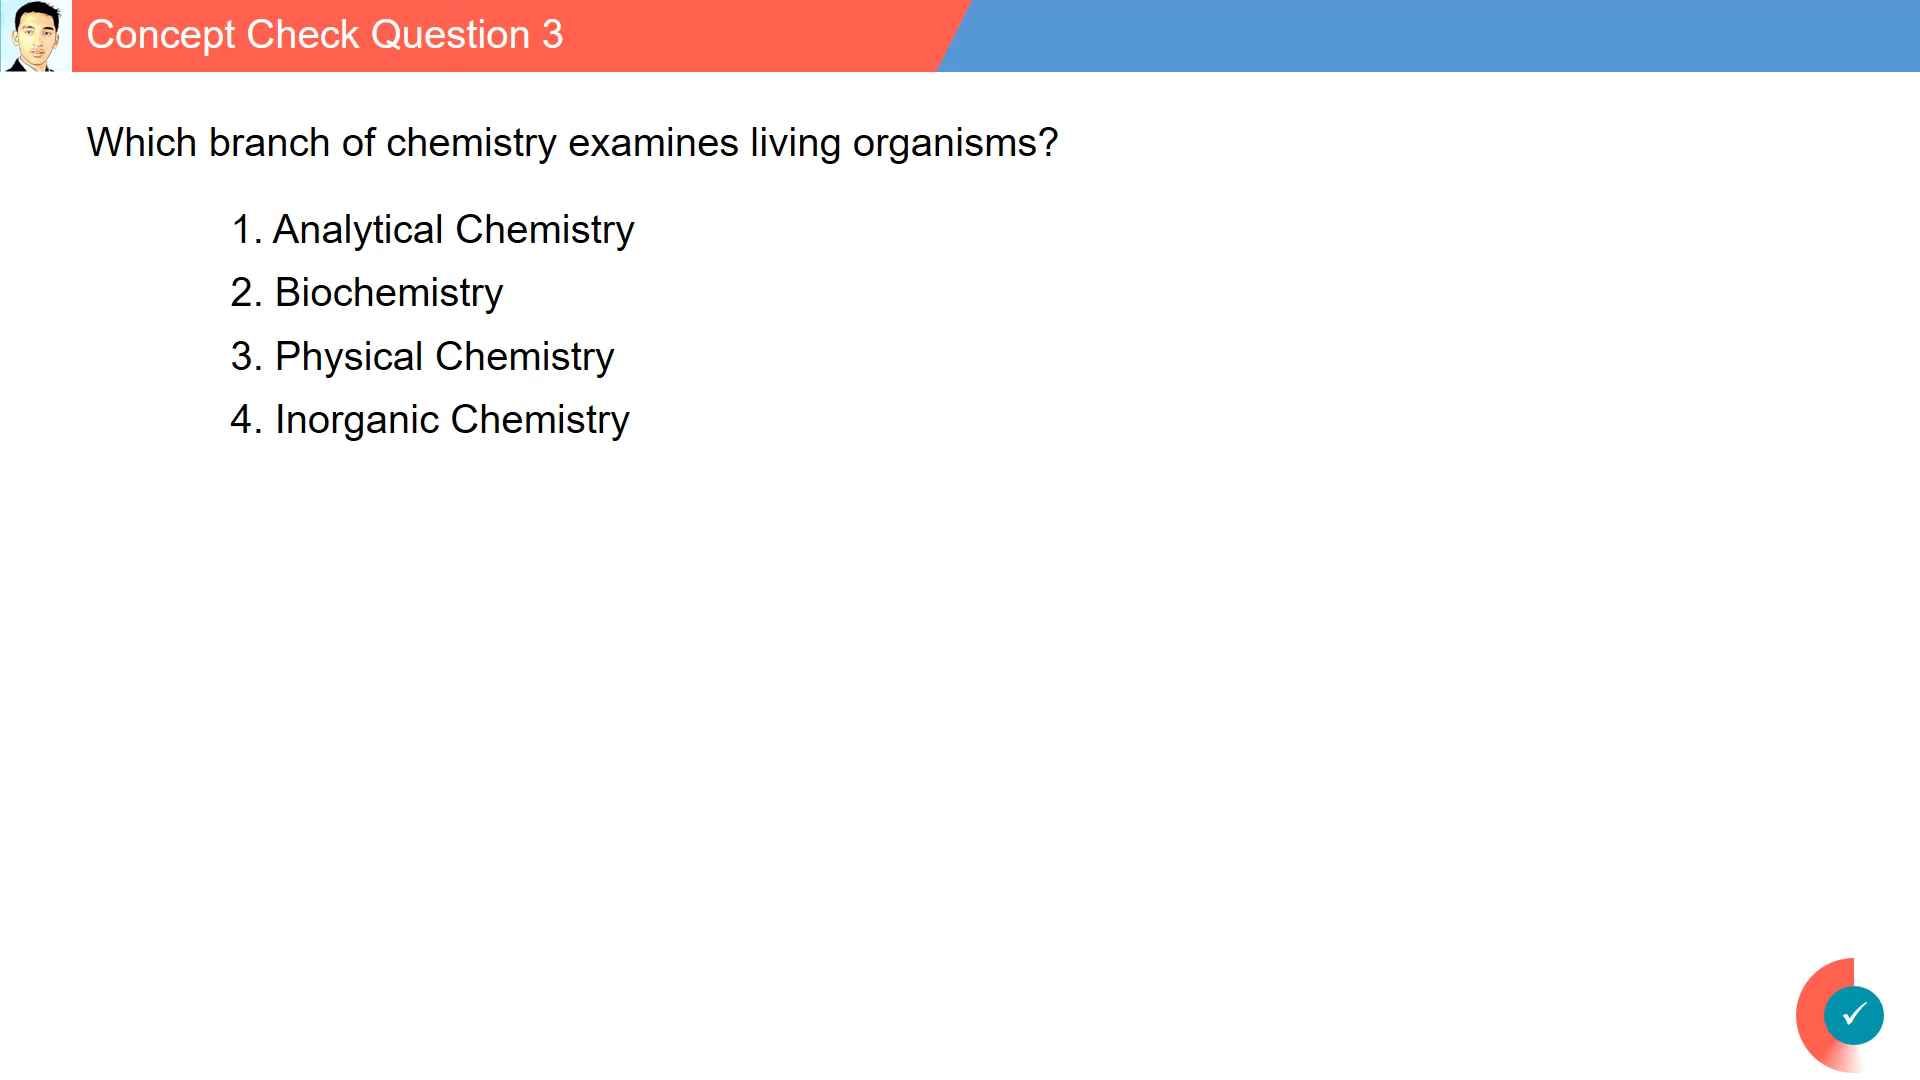 Concept Check Question 3
Which branch of chemistry examines living organisms?
1. Analytical Chemistry
2. Biochemistry
3. Physical Chemistry
4. Inorganic Chemistry